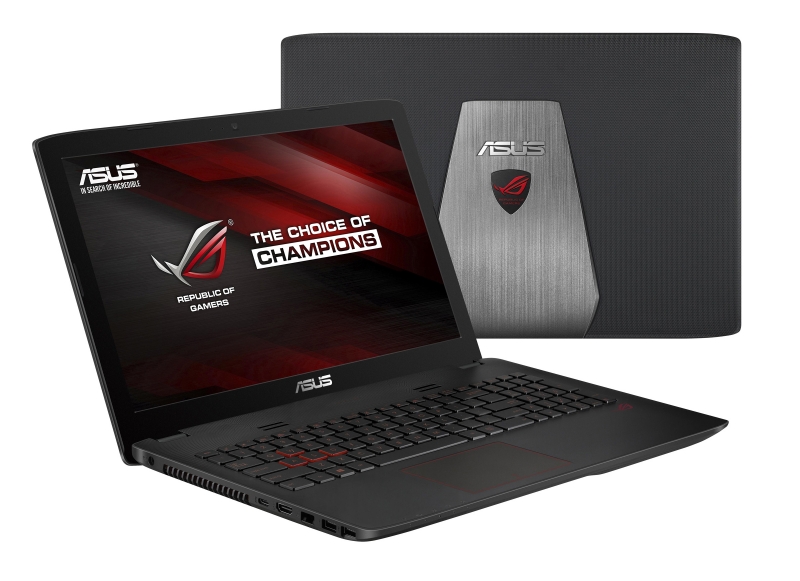 ASUS
ASUS
IN SEARCH OF INCREDIBLE
THE CHOICE OF
CHAMPIONS
REPUBLIC OF
GAMERS
ASUS